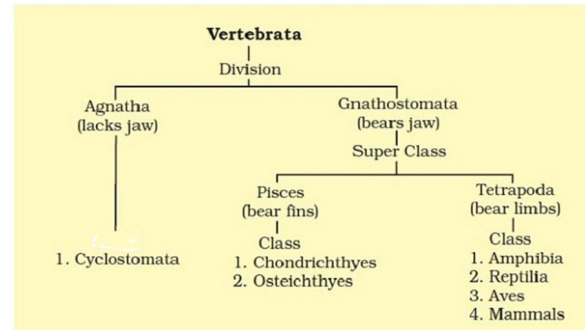 Vertebrata
Division
Agnatha
(lacks jaw)
Gnathostomata
(bears jaw)
Super Class
Pisces
(bear fins)
Tetrapoda
(bear limbs)
Class
1. Cyclostomata
1. Chondrichthyes
2. Osteichthyes
Class
1. Amphibia
2. Reptilia
3. Aves
4. Mammals